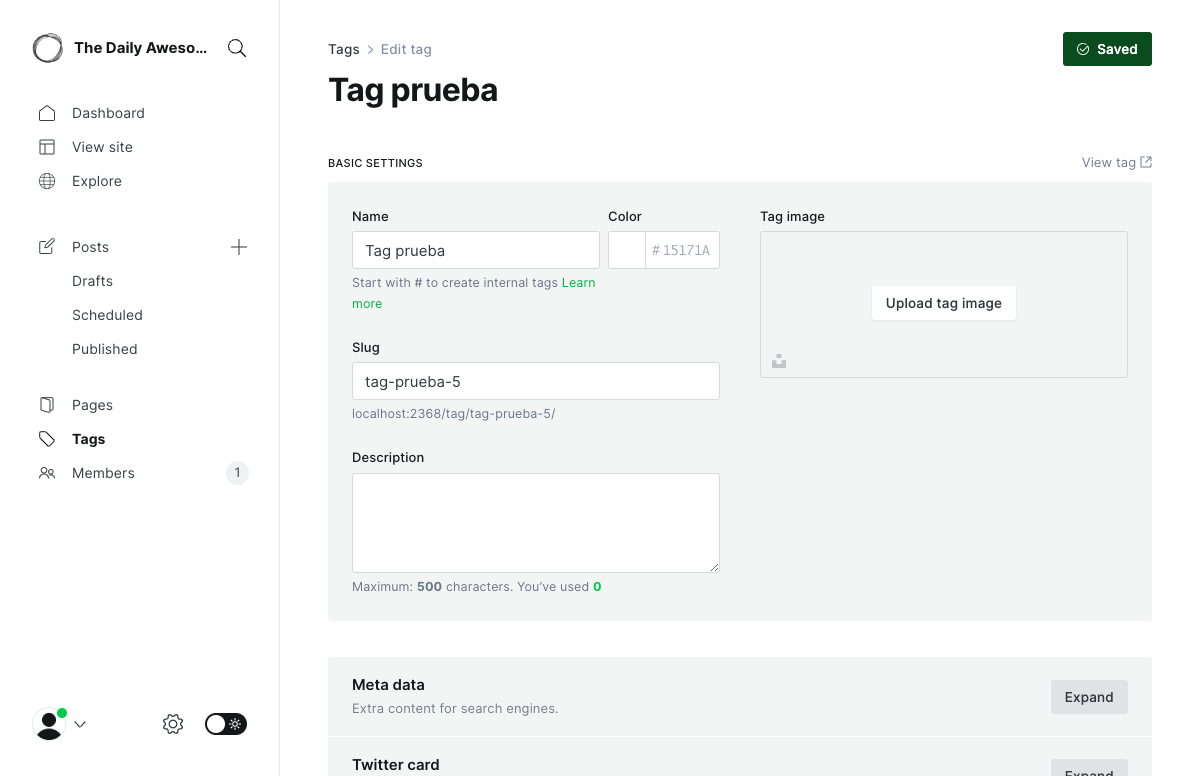 The Daily Aweso...
Dashboard
View site
Explore
Posts
Drafts
Scheduled
Published
Pages
Tags
Members
1
Tags > Edit tag
Saved
Tag prueba
BASIC SETTINGS
View tag
Name
Tag prueba
Start with # to create internal tags Learn
more
Color
# 15171A
Slug
tag-prueba-5
localhost:2368/tag/tag-prueba-5/
Description
Maximum: 500 characters. You’ve used 0
Tag image
Upload tag image
Meta data
Extra content for search engines.
Expand
Twitter card
Expand